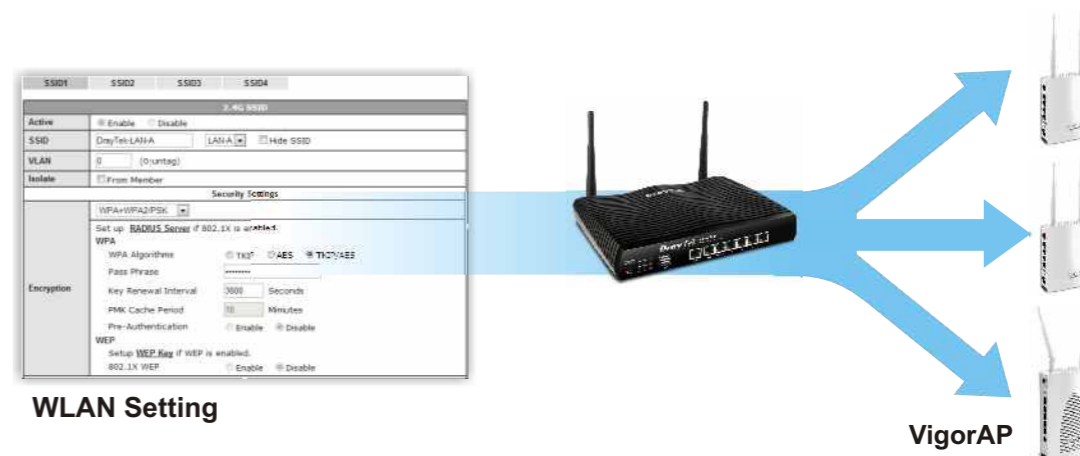 SSID1 SSID2 SSID3 SSID4
2.4G SSID
Active Enable Disable
SSID DrayTek-LAN-A LAN-A Hide SSID
VLAN 0 (0:untag)
Isolate From Member
Security Settings
WPA+WPA2/PSK
Set up RADIUS Server if 802.1X is enabled.
WPA
WPA Algorithms TKIP AES TKIP/AES
Pass Phrase ••••••••
Encryption Key Renewal Interval 3600 Seconds
PMK Cache Period 10 Minutes
Pre-Authentication Enable Disable
WEP
Setup WEP Key if WEP is enabled.
802.1X WEP Enable Disable
WLAN Setting
DrayTek
VigorAP